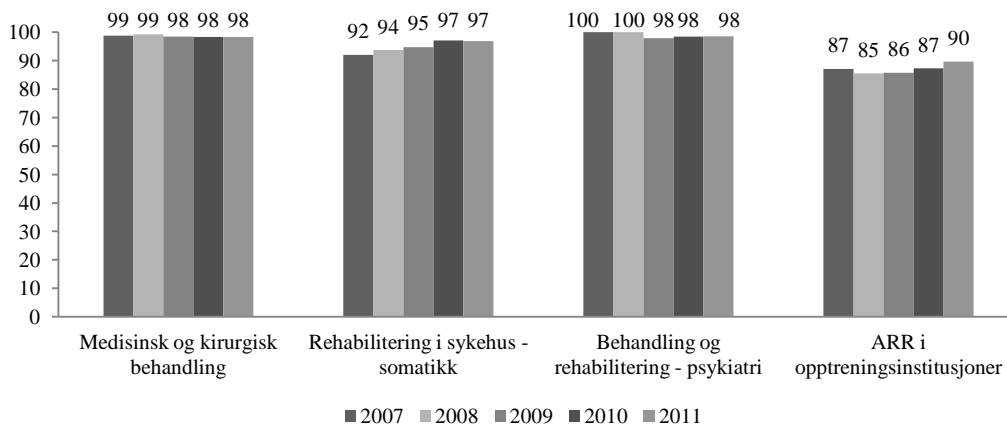 99 99 98 98 98
92 94 95 97 97
100 100 98 98 98
87 85 86 87 90
100
90
80
70
60
50
40
30
20
10
0
Medisinsk og kirurgisk
behandling
Rehabilitering i sykehus -
somatikk
Behandling og
rehabilitering - psykiatri
ARR i
opptreningsinstitusjoner
2007 2008 2009 2010 2011